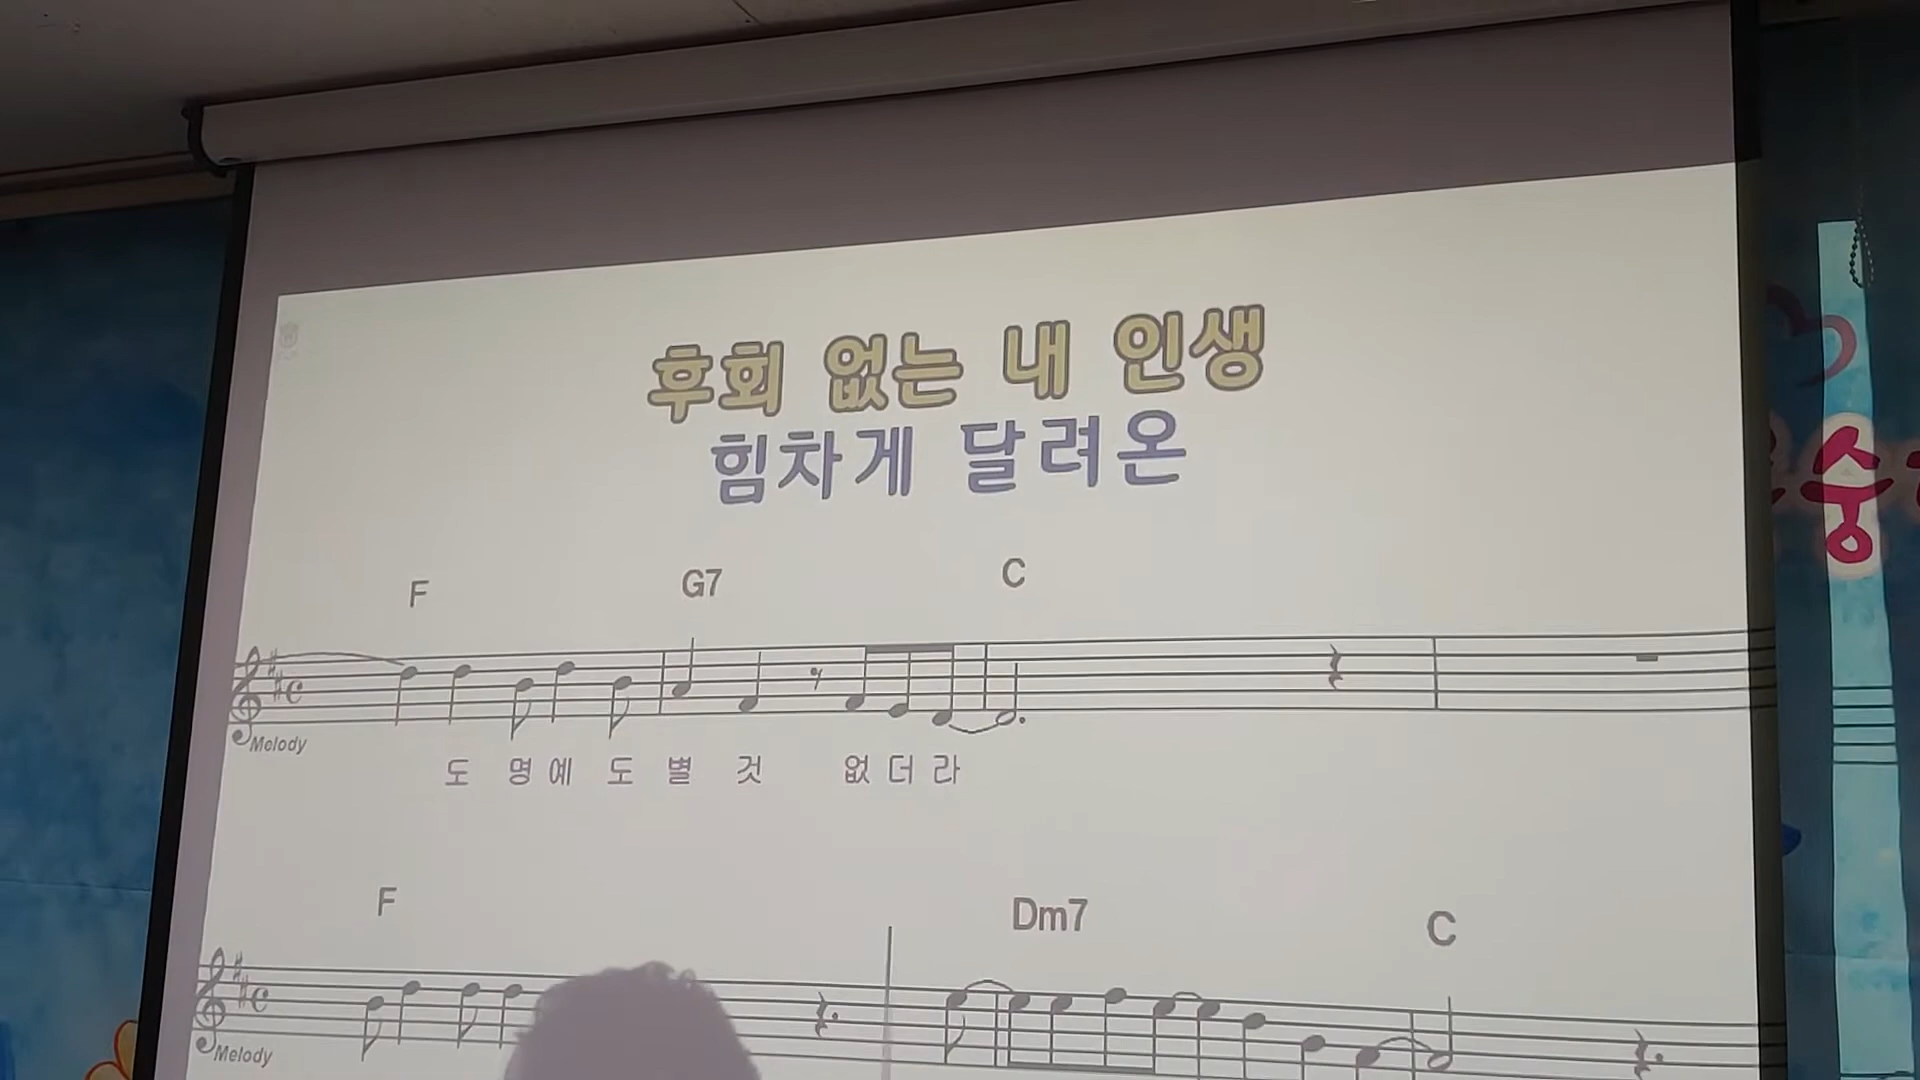 후회 없는 내 인생
힘차게 달려온
F G7 C
Melody
도 명 예 도 별 것 없 더 라
F Dm7 C
Melody
숭